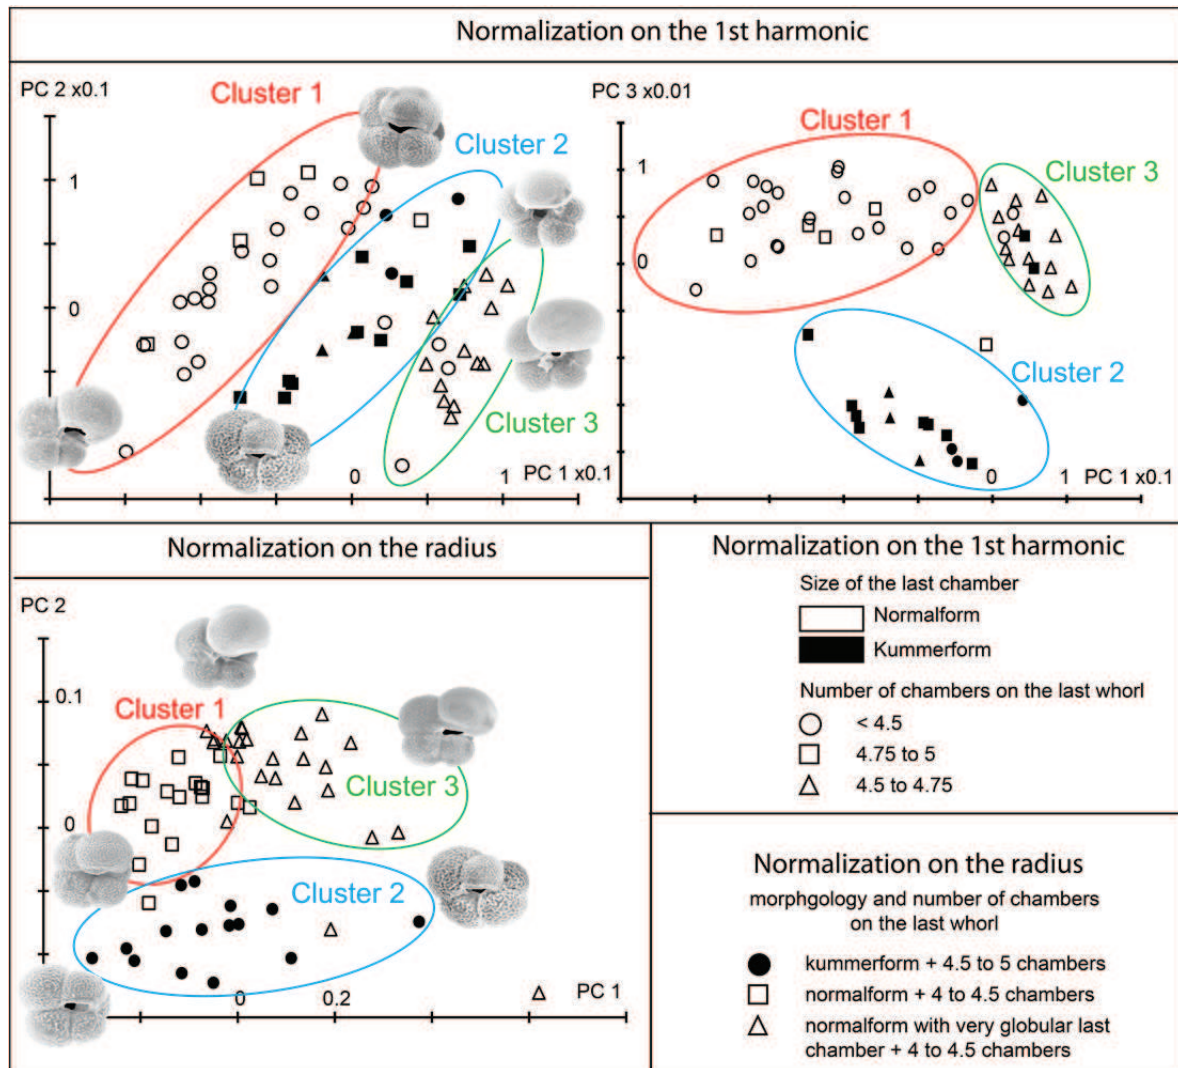 Normalization on the 1st harmonic
PC 2 x0.1
Cluster 1
Cluster 2
1
0
Cluster 3
0
1
PC 1 x0.1
PC 3 x0.01
Cluster 1
1
Cluster 3
0
Cluster 2
0
1
PC 1 x0.1
Normalization on the radius
PC 2
0.1
Cluster 1
Cluster 3
0
Cluster 2
0
0.2
PC 1
Normalization on the 1st harmonic
Size of the last chamber
Normalform
Kummerform
Number of chambers on the last whorl
< 4.5
4.75 to 5
4.5 to 4.75
Normalization on the radius
morphgology and number of chambers
on the last whorl
kummerform + 4.5 to 5 chambers
normalform + 4 to 4.5 chambers
normalform with very globular last
chamber + 4 to 4.5 chambers